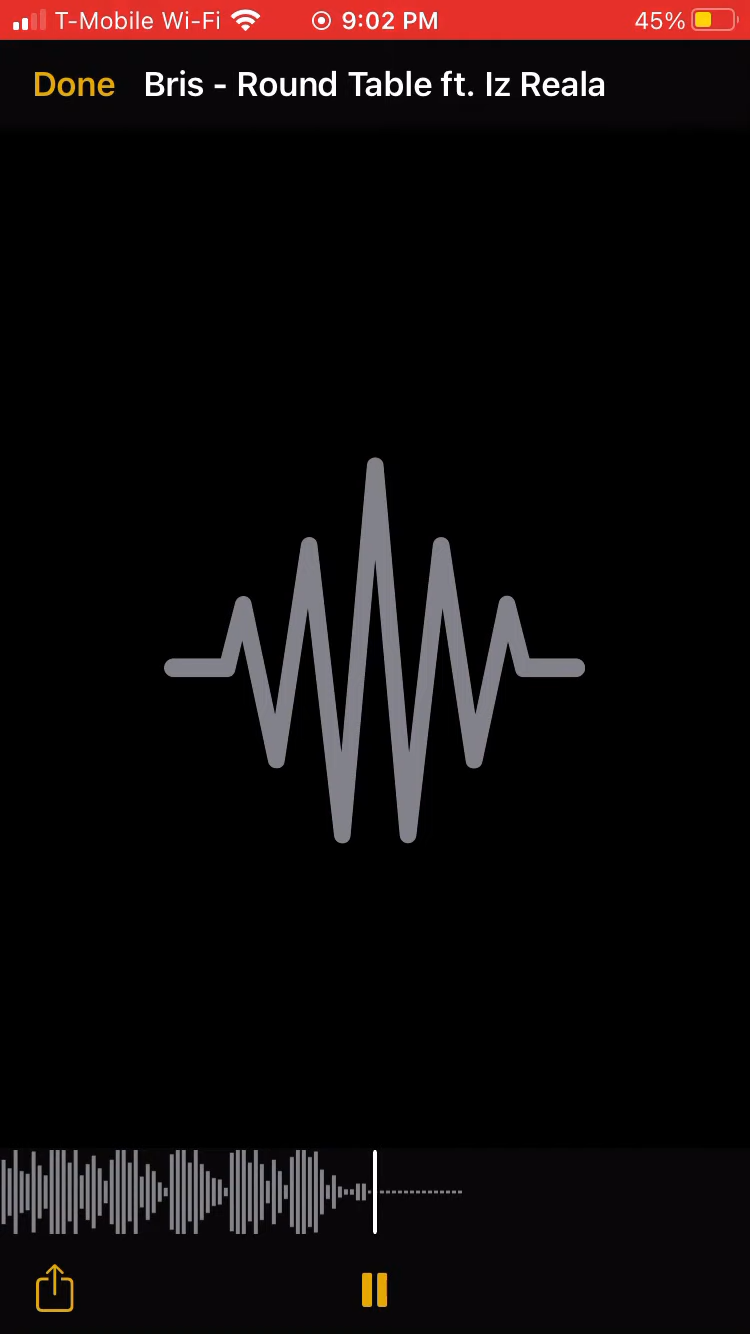 T-Mobile Wi-Fi 9:02 PM 45%
Done Bris - Round Table ft. Iz Reala